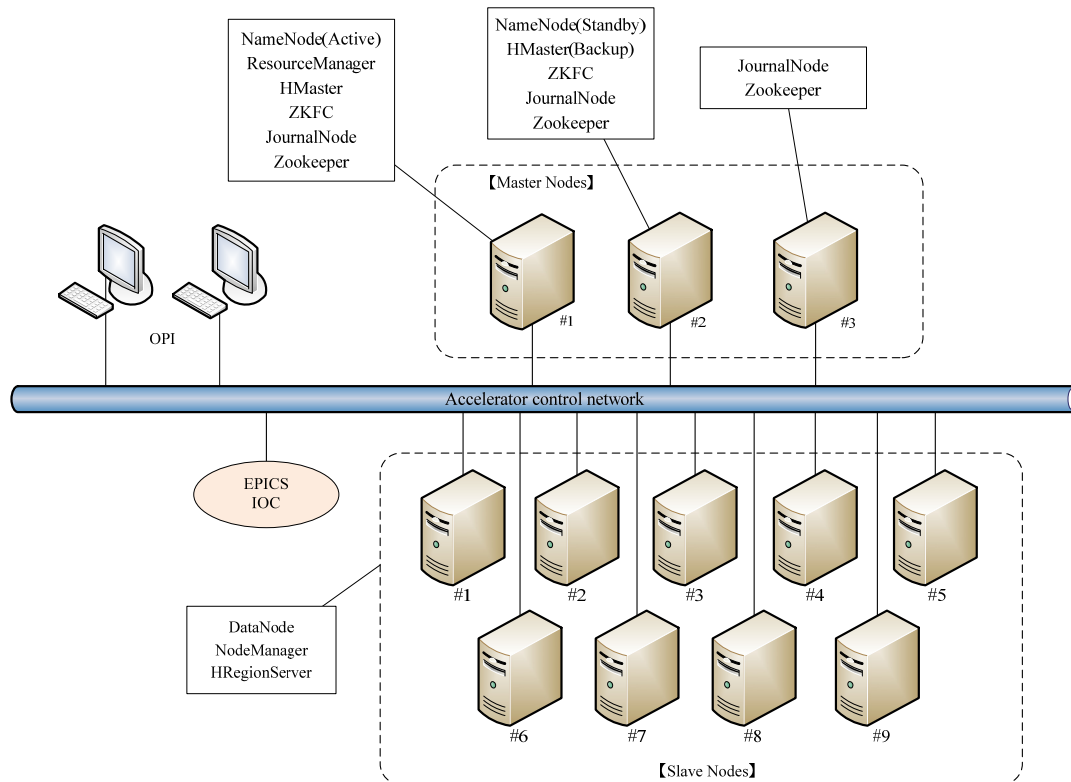 NameNode(Active)
ResourceManager
HMaster
ZKFC
JournalNode
Zookeeper
NameNode(Standby)
HMaster(Backup)
ZKFC
JournalNode
Zookeeper
JournalNode
Zookeeper
【Master Nodes】
#1
#2
#3
OPI
Accelerator control network
EPICS
IOC
#1
#2
#3
#4
#5
DataNode
NodeManager
HRegionServer
#6
#7
#8
#9
【Slave Nodes】